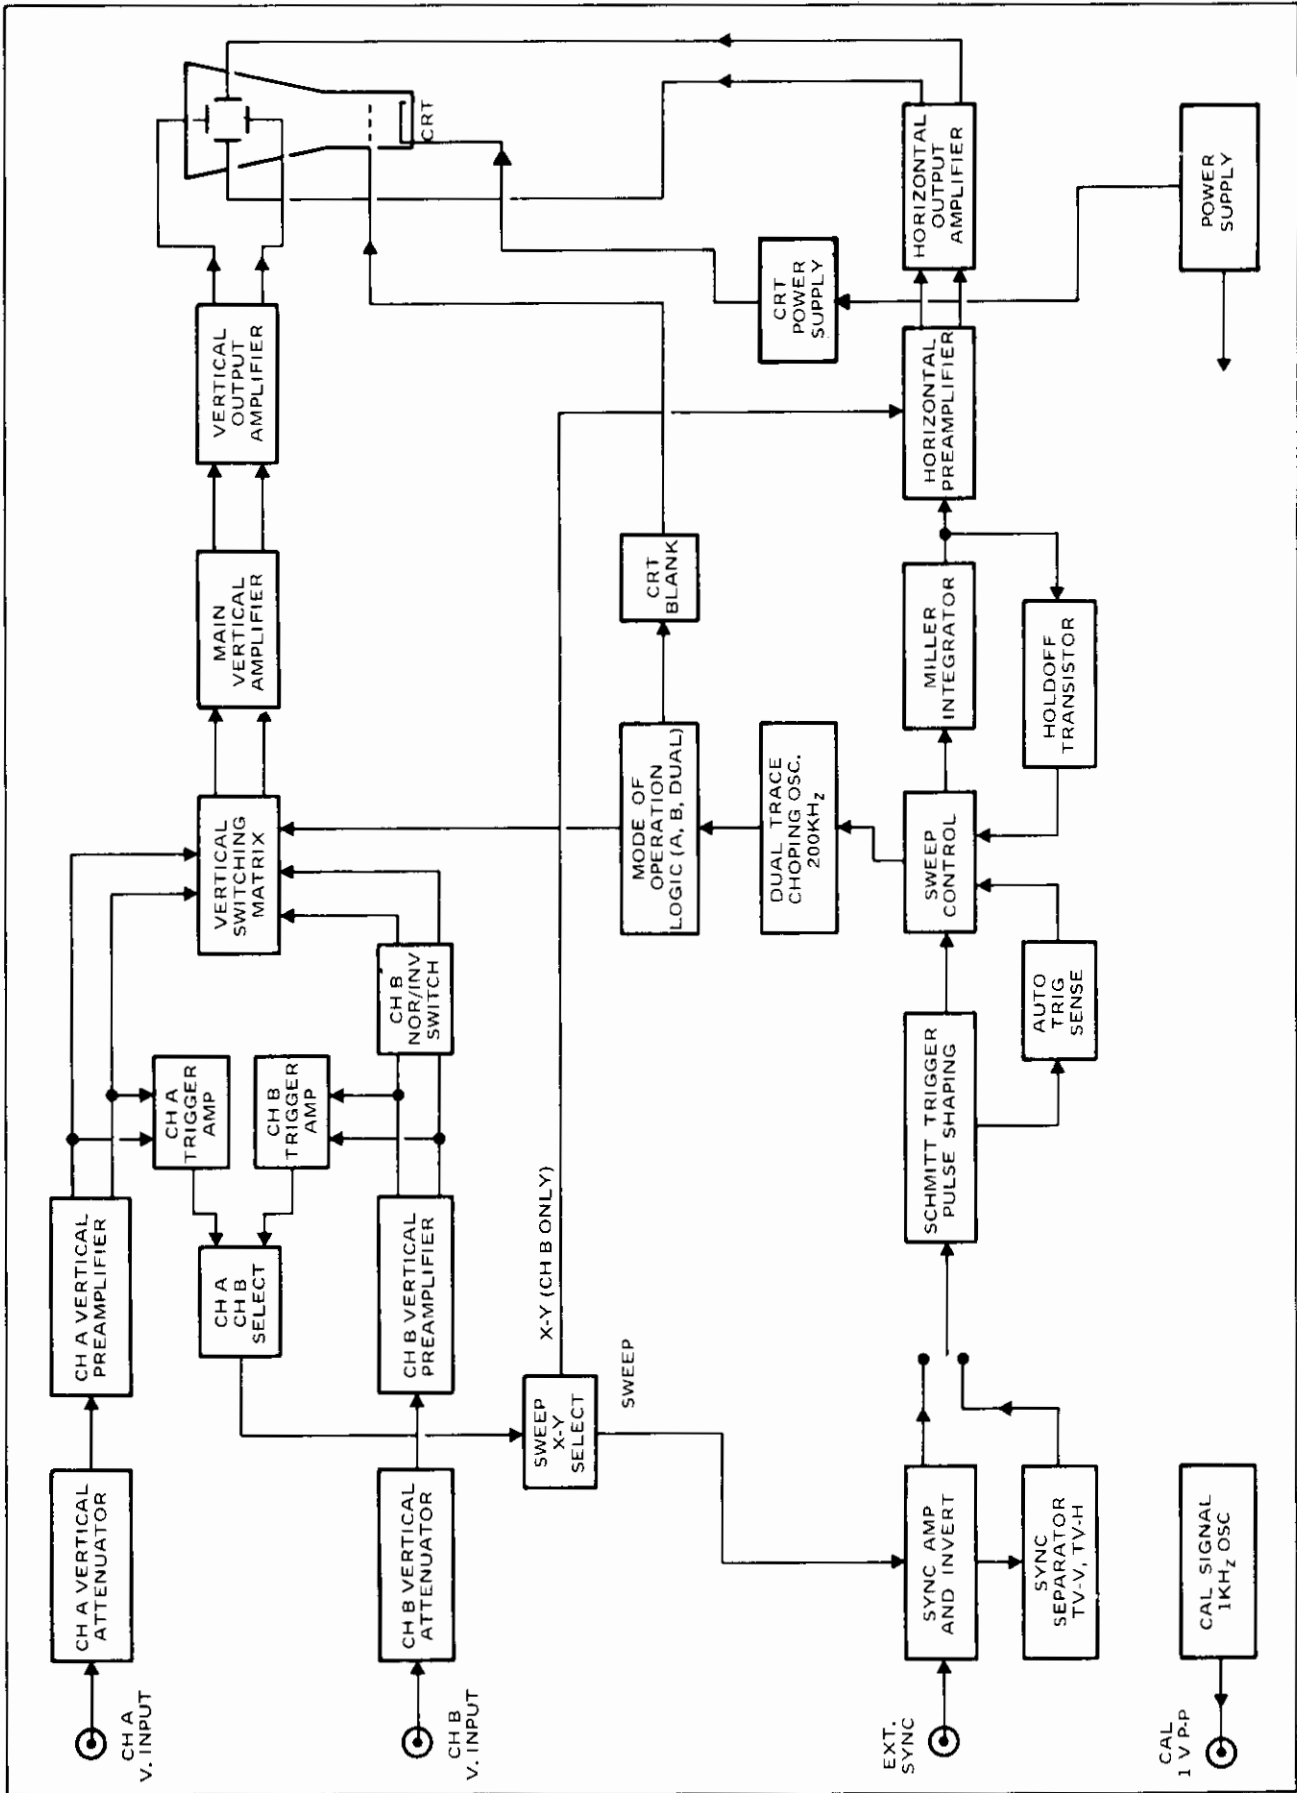 CH A
V. INPUT
CH A VERTICAL
ATTENUATOR
CH A VERTICAL
PREAMPLIFIER
CH A
TRIGGER
AMP
CH B
TRIGGER
AMP
CH A
CH B
SELECT
VERTICAL
SWITCHING
MATRIX
MAIN
VERTICAL
AMPLIFIER
VERTICAL
OUTPUT
AMPLIFIER
CRT
CH B
V. INPUT
CH B VERTICAL
ATTENUATOR
CH B VERTICAL
PREAMPLIFIER
CH B
NOR/INV
SWITCH
SWEEP
X-Y
SELECT
X-Y (CH B ONLY)
SWEEP
MODE OF
OPERATION
LOGIC (A, B, DUAL)
CRT
BLANK
DUAL TRACE
CHOPING OSC.
200KHz
CRT
POWER
SUPPLY
EXT.
SYNC
SYNC AMP
AND INVERT
SYNC
SEPARATOR
TV-V, TV-H
SCHMITT TRIGGER
PULSE SHAPING
AUTO
TRIG
SENSE
SWEEP
CONTROL
MILLER
INTEGRATOR
HOLDOFF
TRANSISTOR
HORIZONTAL
PREAMPLIFIER
HORIZONTAL
OUTPUT
AMPLIFIER
CAL
1 V P-P
CAL SIGNAL
1KHz OSC
POWER
SUPPLY